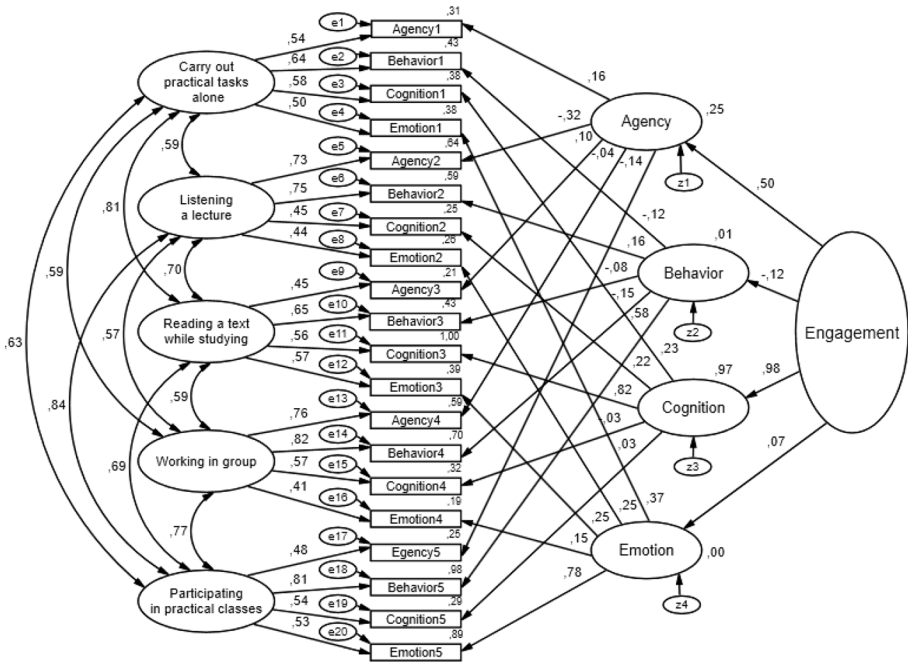 e1
,31
Agency1
,54
,43
e2
Behavior1
,64
,38
e3
Cognition1
,58
,38
e4
Emotion1
,50
Carry out
practical tasks
alone
,64
e5
Agency2
,73
,59
e6
Behavior2
,75
,25
e7
Cognition2
,45
,26
e8
Emotion2
,44
Listening
a lecture
,21
e9
Agency3
,45
,43
e10
Behavior3
,65
1,00
e11
Cognition3
,56
,39
e12
Emotion3
,57
Reading a text
while studying
,59
e13
Agency4
,76
,70
e14
Behavior4
,82
,32
e15
Cognition4
,57
,19
e16
Emotion4
,41
Working in group
,25
e17
Egency5
,48
,98
e18
Behavior5
,81
,29
e19
Cognition5
,54
,89
e20
Emotion5
,53
Participating
in practical classes
,59
,81
,59
,70
,57
,63
,84
,59
,69
,77
,16
-,32
,10
-,04
-,14
Agency
,25
z1
,50
-,12
,16
-,08
-,15
,58
Behavior
,01
z2
-,12
,23
,22
,82
,03
,03
Cognition
,97
z3
,98
,37
,25
,25
,15
,78
Emotion
,00
z4
,07
Engagement